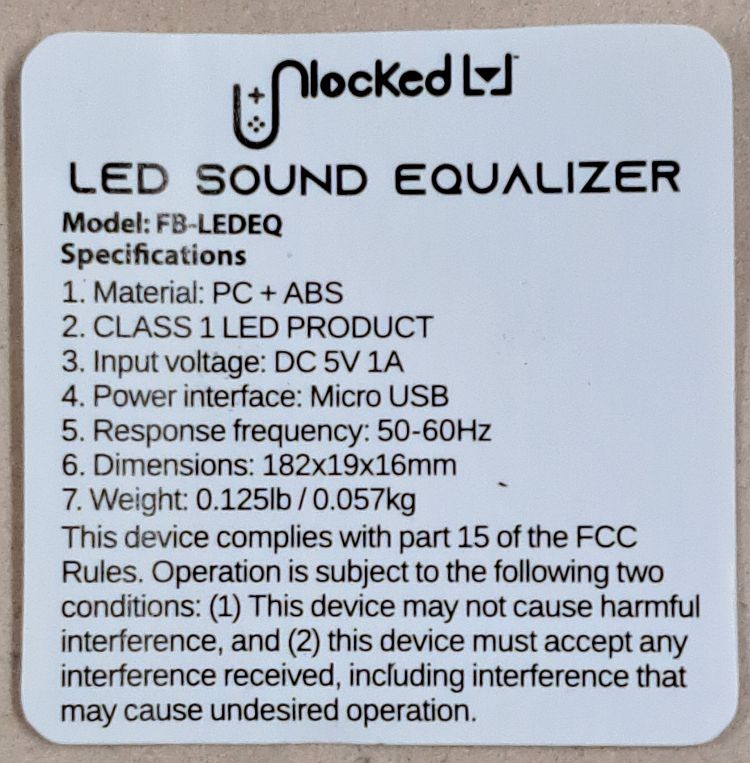 Unlocked Lvl
LED SOUND EQUALIZER
Model: FB-LEDEQ
Specifications
1. Material: PC + ABS
2. CLASS 1 LED PRODUCT
3. Input voltage: DC 5V 1A
4. Power interface: Micro USB
5. Response frequency: 50-60Hz
6. Dimensions: 182x19x16mm
7. Weight: 0.125lb / 0.057kg
This device complies with part 15 of the FCC
Rules. Operation is subject to the following two
conditions: (1) This device may not cause harmful
interference, and (2) this device must accept any
interference received, including interference that
may cause undesired operation.